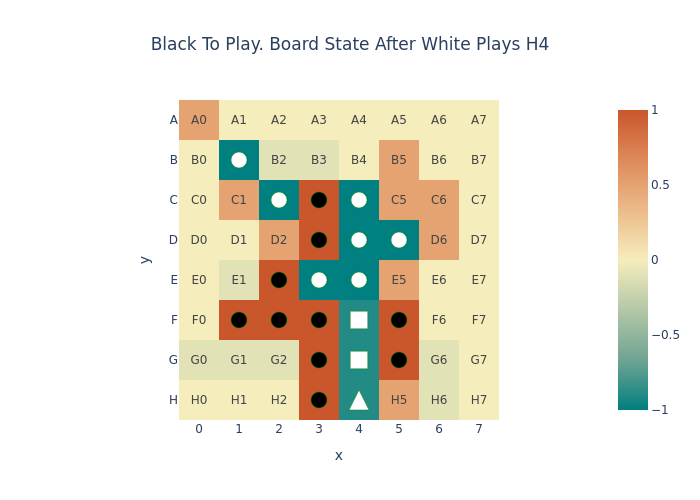 Black To Play. Board State After White Plays H4
A A0 A1 A2 A3 A4 A5 A6 A7
B B0 B2 B3 B4 B5 B6 B7
C C0 C1 C5 C6 C7
D D0 D1 D2 D6 D7
E E0 E1 E5 E6 E7
F F0 F6 F7
G G0 G1 G2 G6 G7
H H0 H1 H2 H5 H6 H7
0 1 2 3 4 5 6 7
x
y
1
0.5
0
−0.5
−1